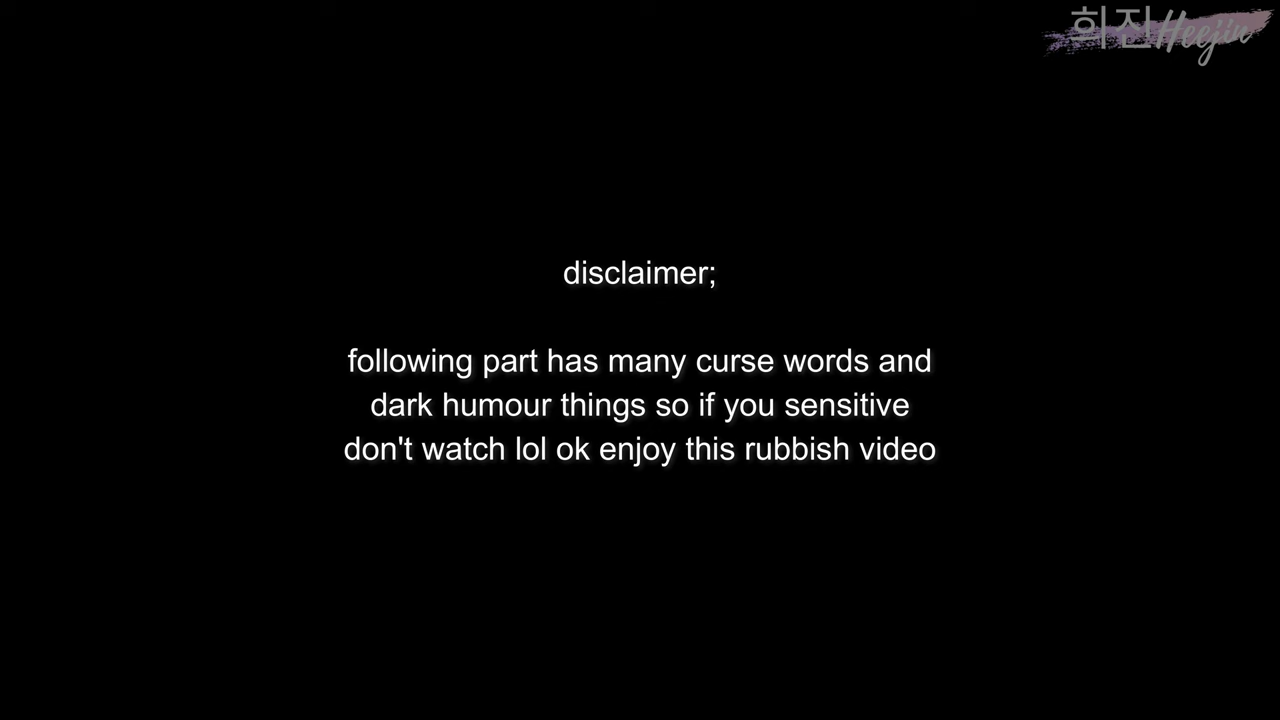 희진Heejin
disclaimer;
following part has many curse words and
dark humour things so if you sensitive
don't watch lol ok enjoy this rubbish video